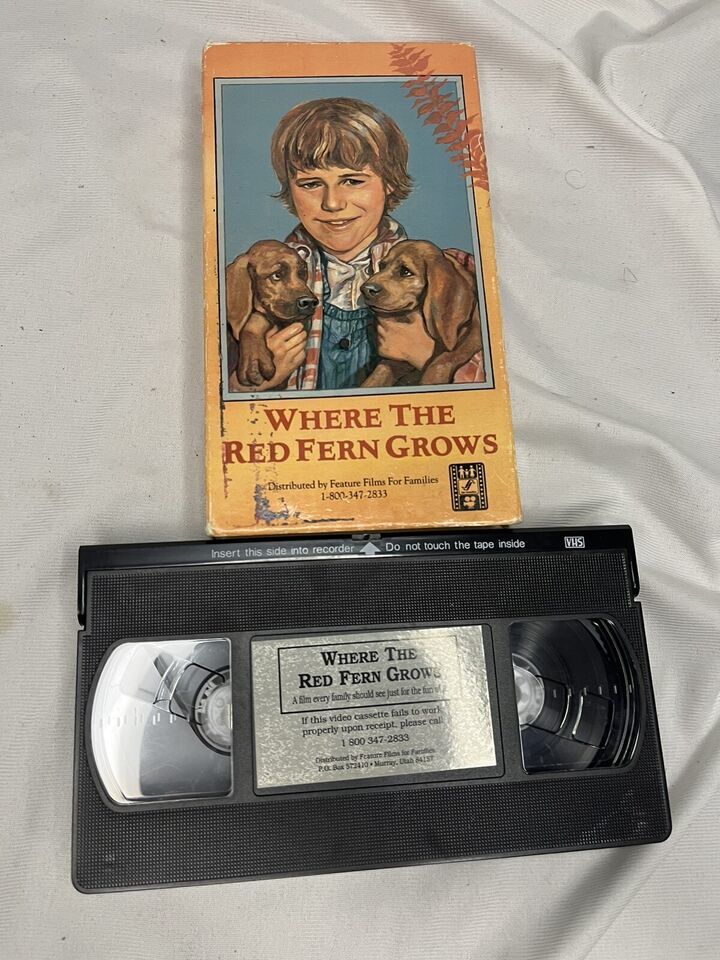 WHERE THE
RED FERN GROWS
Distributed by Feature Films For Families
1-800-347-2833
Insert this side into recorder Do not touch the tape inside VHS
WHERE THE
RED FERN GROWS
A film every family should see just for the fun of
If this video cassette fails to work
properly upon receipt, please call
1 800 347-2833
Distributed by Feature Films for Families
P.O. Box 572410 • Murray, Utah 84157